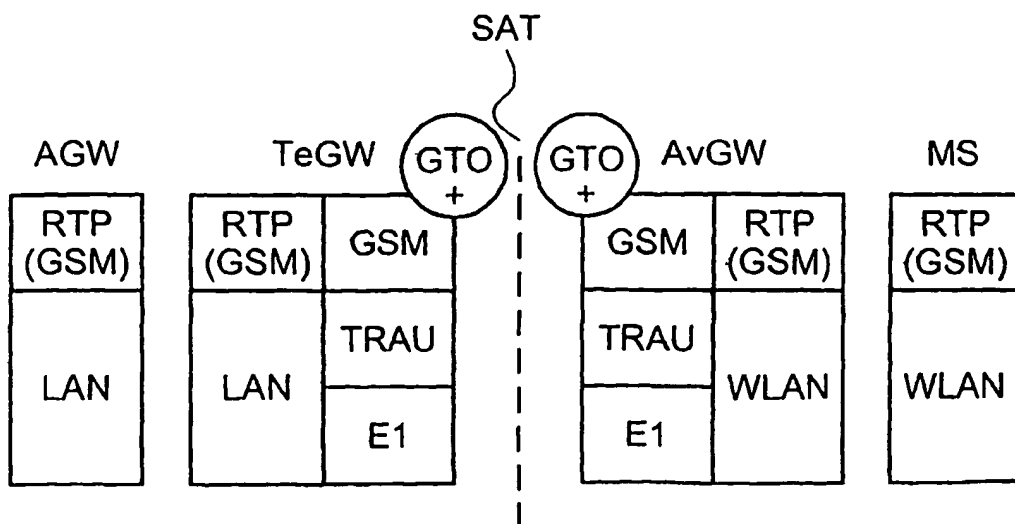 SAT
AGW
TeGW
GTO
+
GTO
+
AvGW
MS
RTP
(GSM)
RTP
(GSM)
GSM
GSM
RTP
(GSM)
RTP
(GSM)
LAN
LAN
TRAU
E1
TRAU
E1
WLAN
WLAN